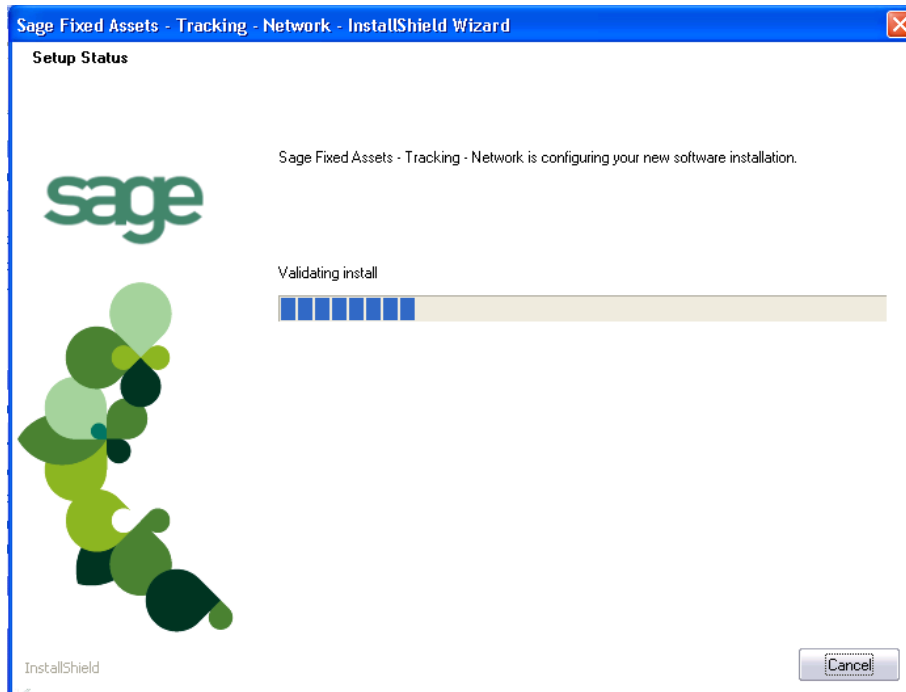 Sage Fixed Assets - Tracking - Network - InstallShield Wizard
Setup Status
Sage Fixed Assets - Tracking - Network is configuring your new software installation.
sage
Validating install
InstallShield
Cancel